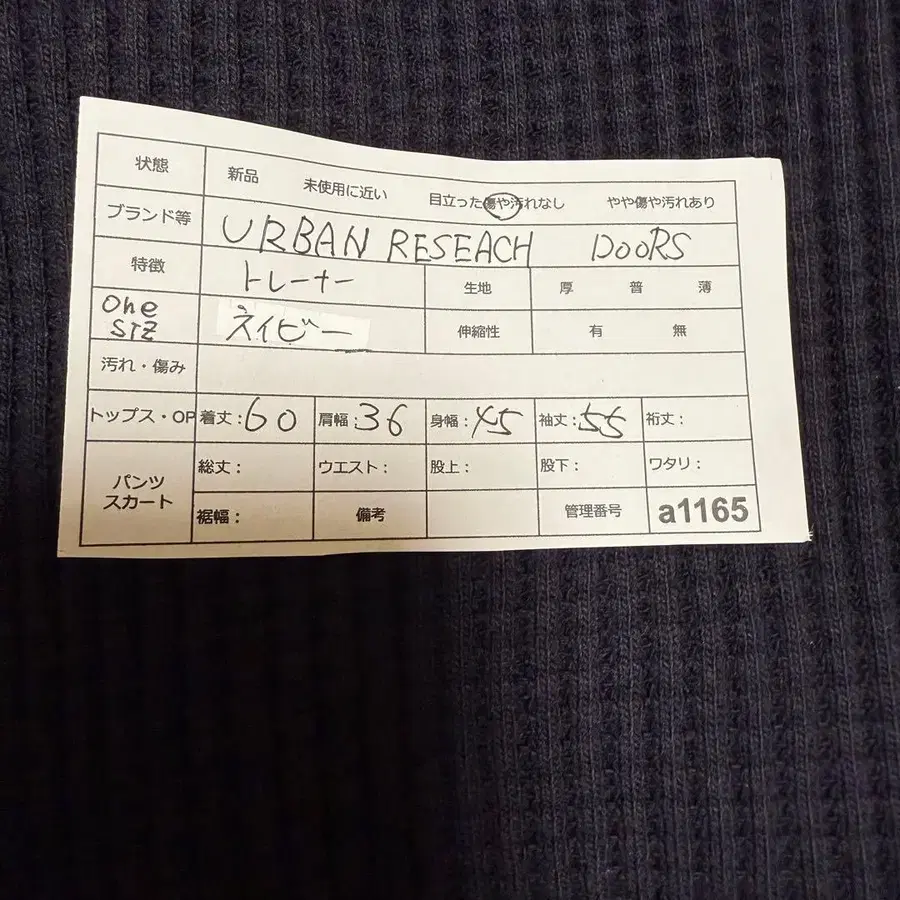 状態 新品 未使用に近い 目立った傷や汚れなし やや傷や汚れあり
ブランド等 URBAN RESEACH DooRS
特徴 トレーナー 生地 厚 普 薄
One SIZ ネイビー 伸縮性 有 無
汚れ・傷み
トップス・OP 着丈:60 肩幅:36 身幅:45 袖丈:55 裄丈:
パンツ スカート 総丈: ウエスト: 股上: 股下: ワタリ:
裾幅: 備考 管理番号 a1165